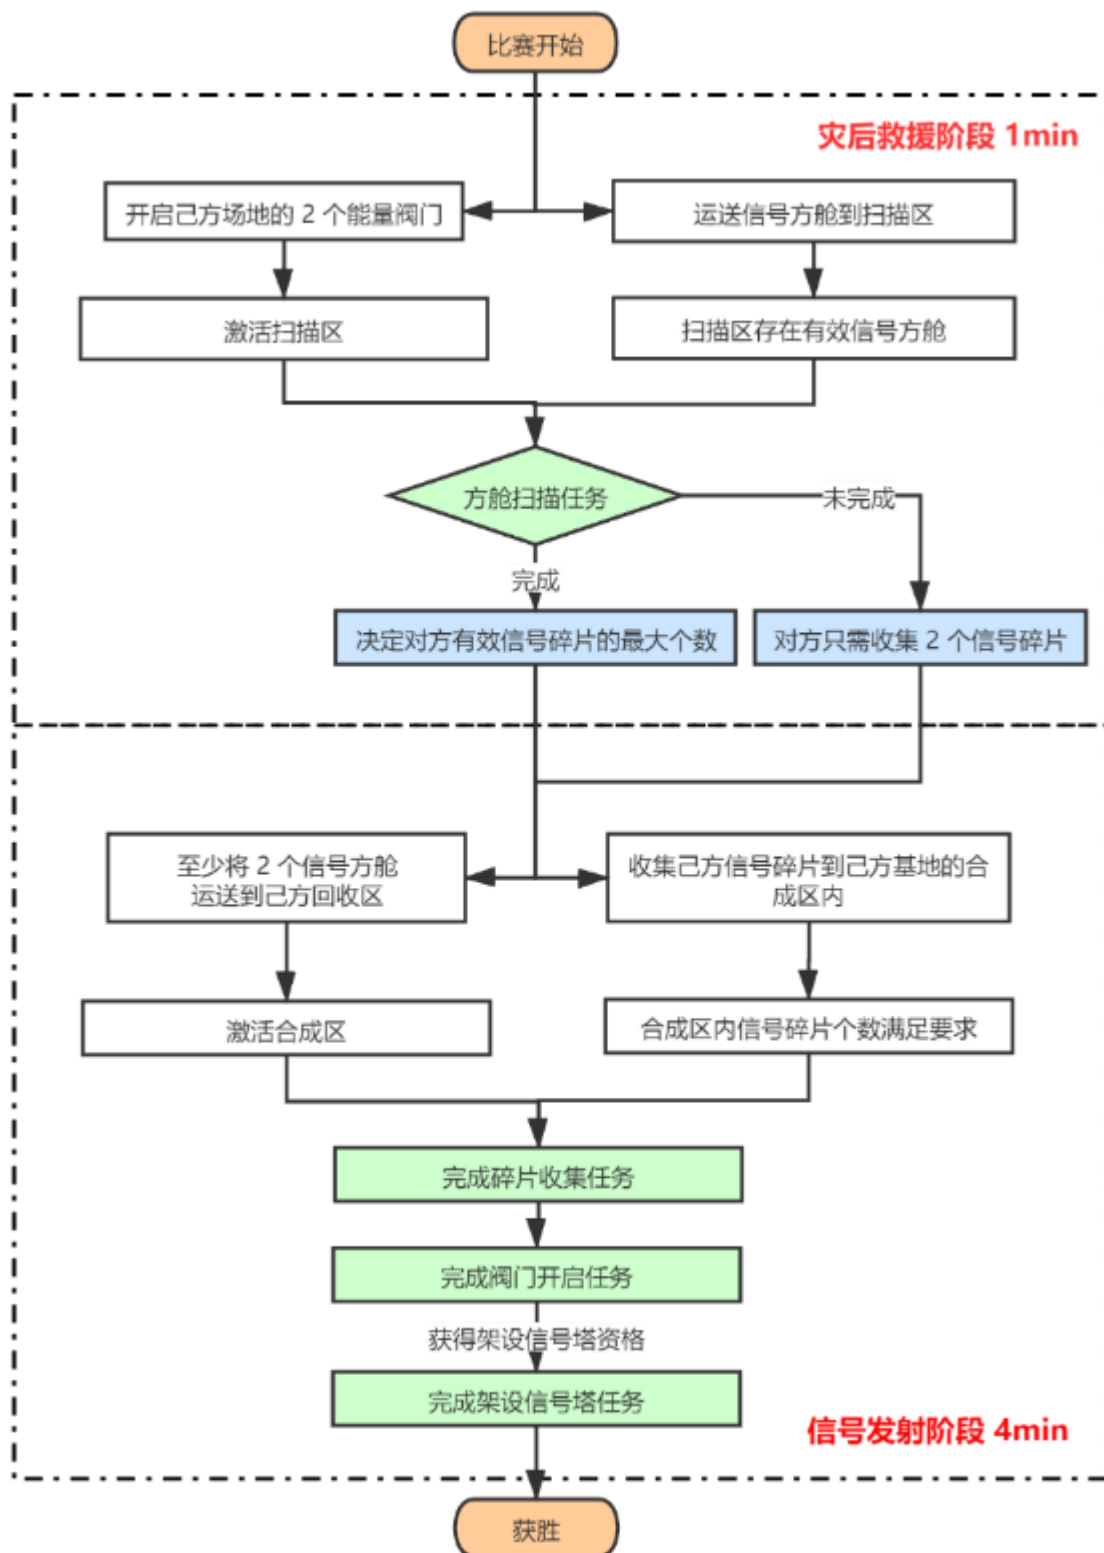 比赛开始
灾后救援阶段 1min
开启己方场地的 2 个能量阀门
运送信号方舱到扫描区
激活扫描区
扫描区存在有效信号方舱
方舱扫描任务
未完成
完成
决定对方有效信号碎片的最大个数
对方只需收集 2 个信号碎片
至少将 2 个信号方舱
运送到己方回收区
收集己方信号碎片到己方基地的合
成区内
激活合成区
合成区内信号碎片个数满足要求
完成碎片收集任务
完成阀门开启任务
获得架设信号塔资格
完成架设信号塔任务
信号发射阶段 4min
获胜